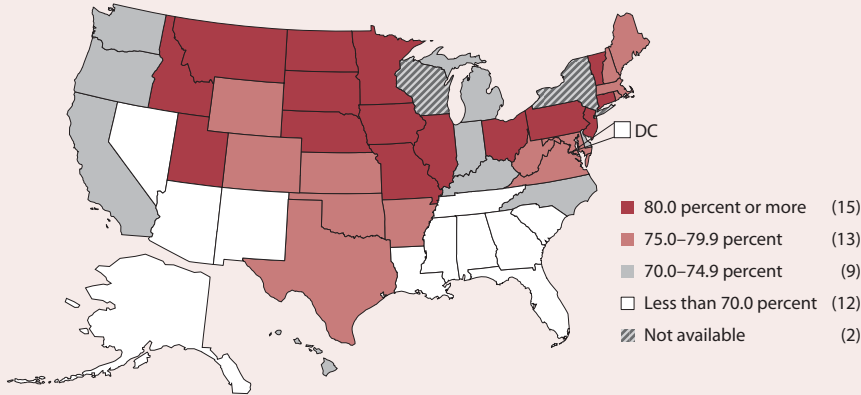 DC
80.0 percent or more (15)
75.0–79.9 percent (13)
70.0–74.9 percent (9)
Less than 70.0 percent (12)
Not available (2)